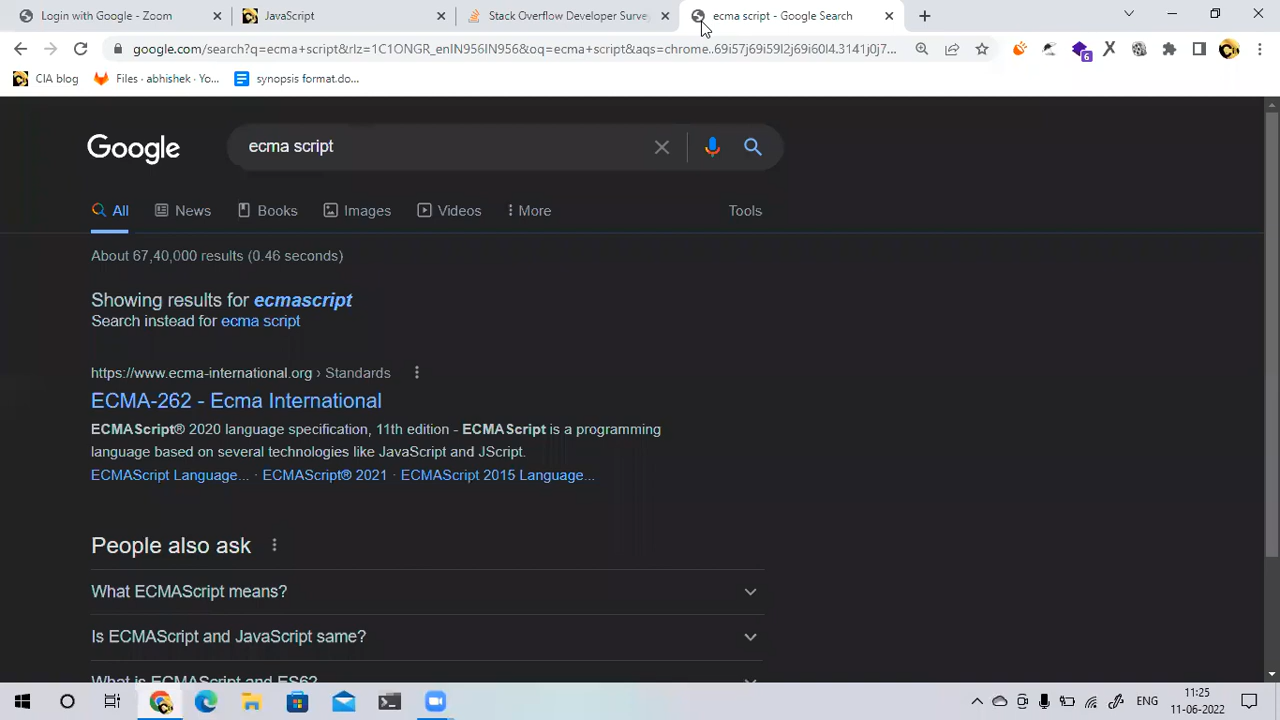 Login with Google - Zoom
JavaScript
Stack Overflow Developer Surve
ecma script - Google Search
google.com/search?q=ecma+script&rlz=1C1ONGR_enIN956IN956&oq=ecma+script&aqs=chrome..69i57j69i59l2j69i60l4.3141j0j7...
6
CIA blog
Files · abhishek · Yo...
synopsis format.do...
Google
ecma script
All
News
Books
Images
Videos
More
Tools
About 67,40,000 results (0.46 seconds)
Showing results for ecmascript
Search instead for ecma script
https://www.ecma-international.org › Standards
ECMA-262 - Ecma International
ECMAScript® 2020 language specification, 11th edition - ECMAScript is a programming
language based on several technologies like JavaScript and JScript.
ECMAScript Language... · ECMAScript® 2021 · ECMAScript 2015 Language...
People also ask
What ECMAScript means?
Is ECMAScript and JavaScript same?
What is ECMAScript and ES6?
ENG
11:25
11-06-2022